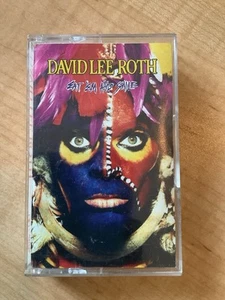 DAVID LEE ROTH
EAT 'EM AND SMILE